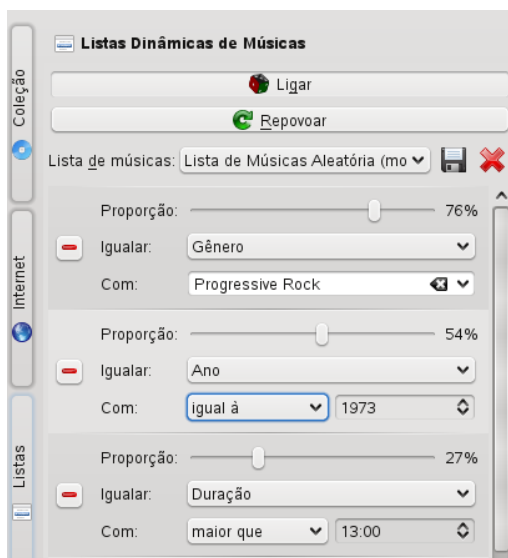 Listas Dinâmicas de Músicas
Ligar
Repovoar
Lista de músicas: Lista de Músicas Aleatória (mo
Proporção: 76%
Igualar: Gênero
Com: Progressive Rock
Proporção: 54%
Igualar: Ano
Com: igual à 1973
Proporção: 27%
Igualar: Duração
Com: maior que 13:00
Coleção
Internet
Listas